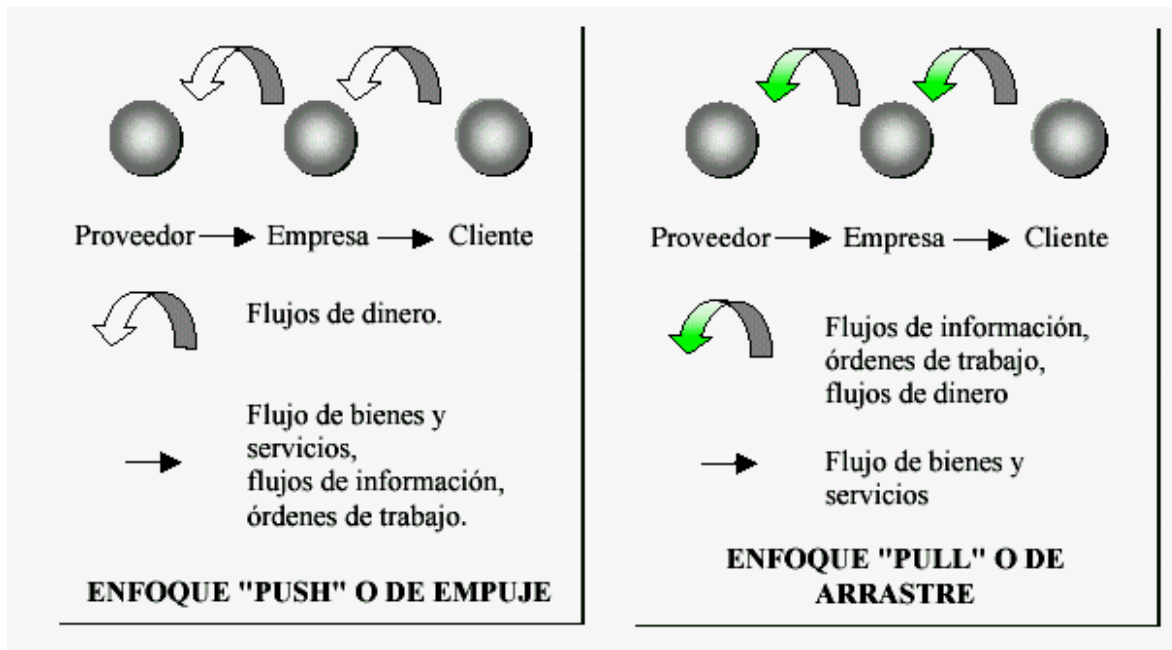 Proveedor Empresa Cliente
Flujos de dinero.
Flujo de bienes y
servicios,
flujos de información,
órdenes de trabajo.
ENFOQUE "PUSH" O DE EMPUJE
Proveedor Empresa Cliente
Flujos de información,
órdenes de trabajo,
flujos de dinero
Flujo de bienes y
servicios
ENFOQUE "PULL" O DE
ARRASTRE